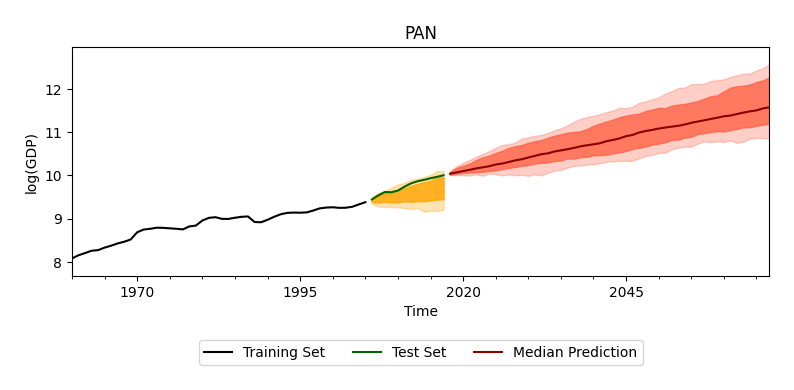 PAN
log(GDP)
12
11
10
9
8
1970
1995
2020
2045
Time
Training Set
Test Set
Median Prediction